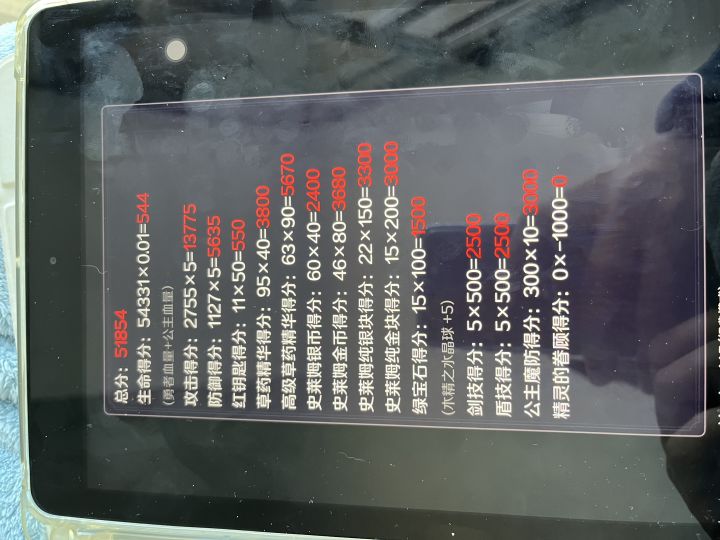 总分：51854
生命得分：54331×0.01=544
(勇者血量+公主血量)
攻击得分：2755×5=13775
防御得分：1127×5=5635
红钥匙得分：11×50=550
草药精华得分：95×40=3800
高级草药精华得分：63×90=5670
史莱姆银币得分：60×40=2400
史莱姆金币得分：46×80=3680
史莱姆纯银块得分：22×150=3300
史莱姆纯金块得分：15×200=3000
绿宝石得分：15×100=1500
(木精之水晶球+5)
剑技得分：5×500=2500
盾技得分：5×500=2500
公主魔防得分：300×10=3000
精灵的眷顾得分：0×-1000=0